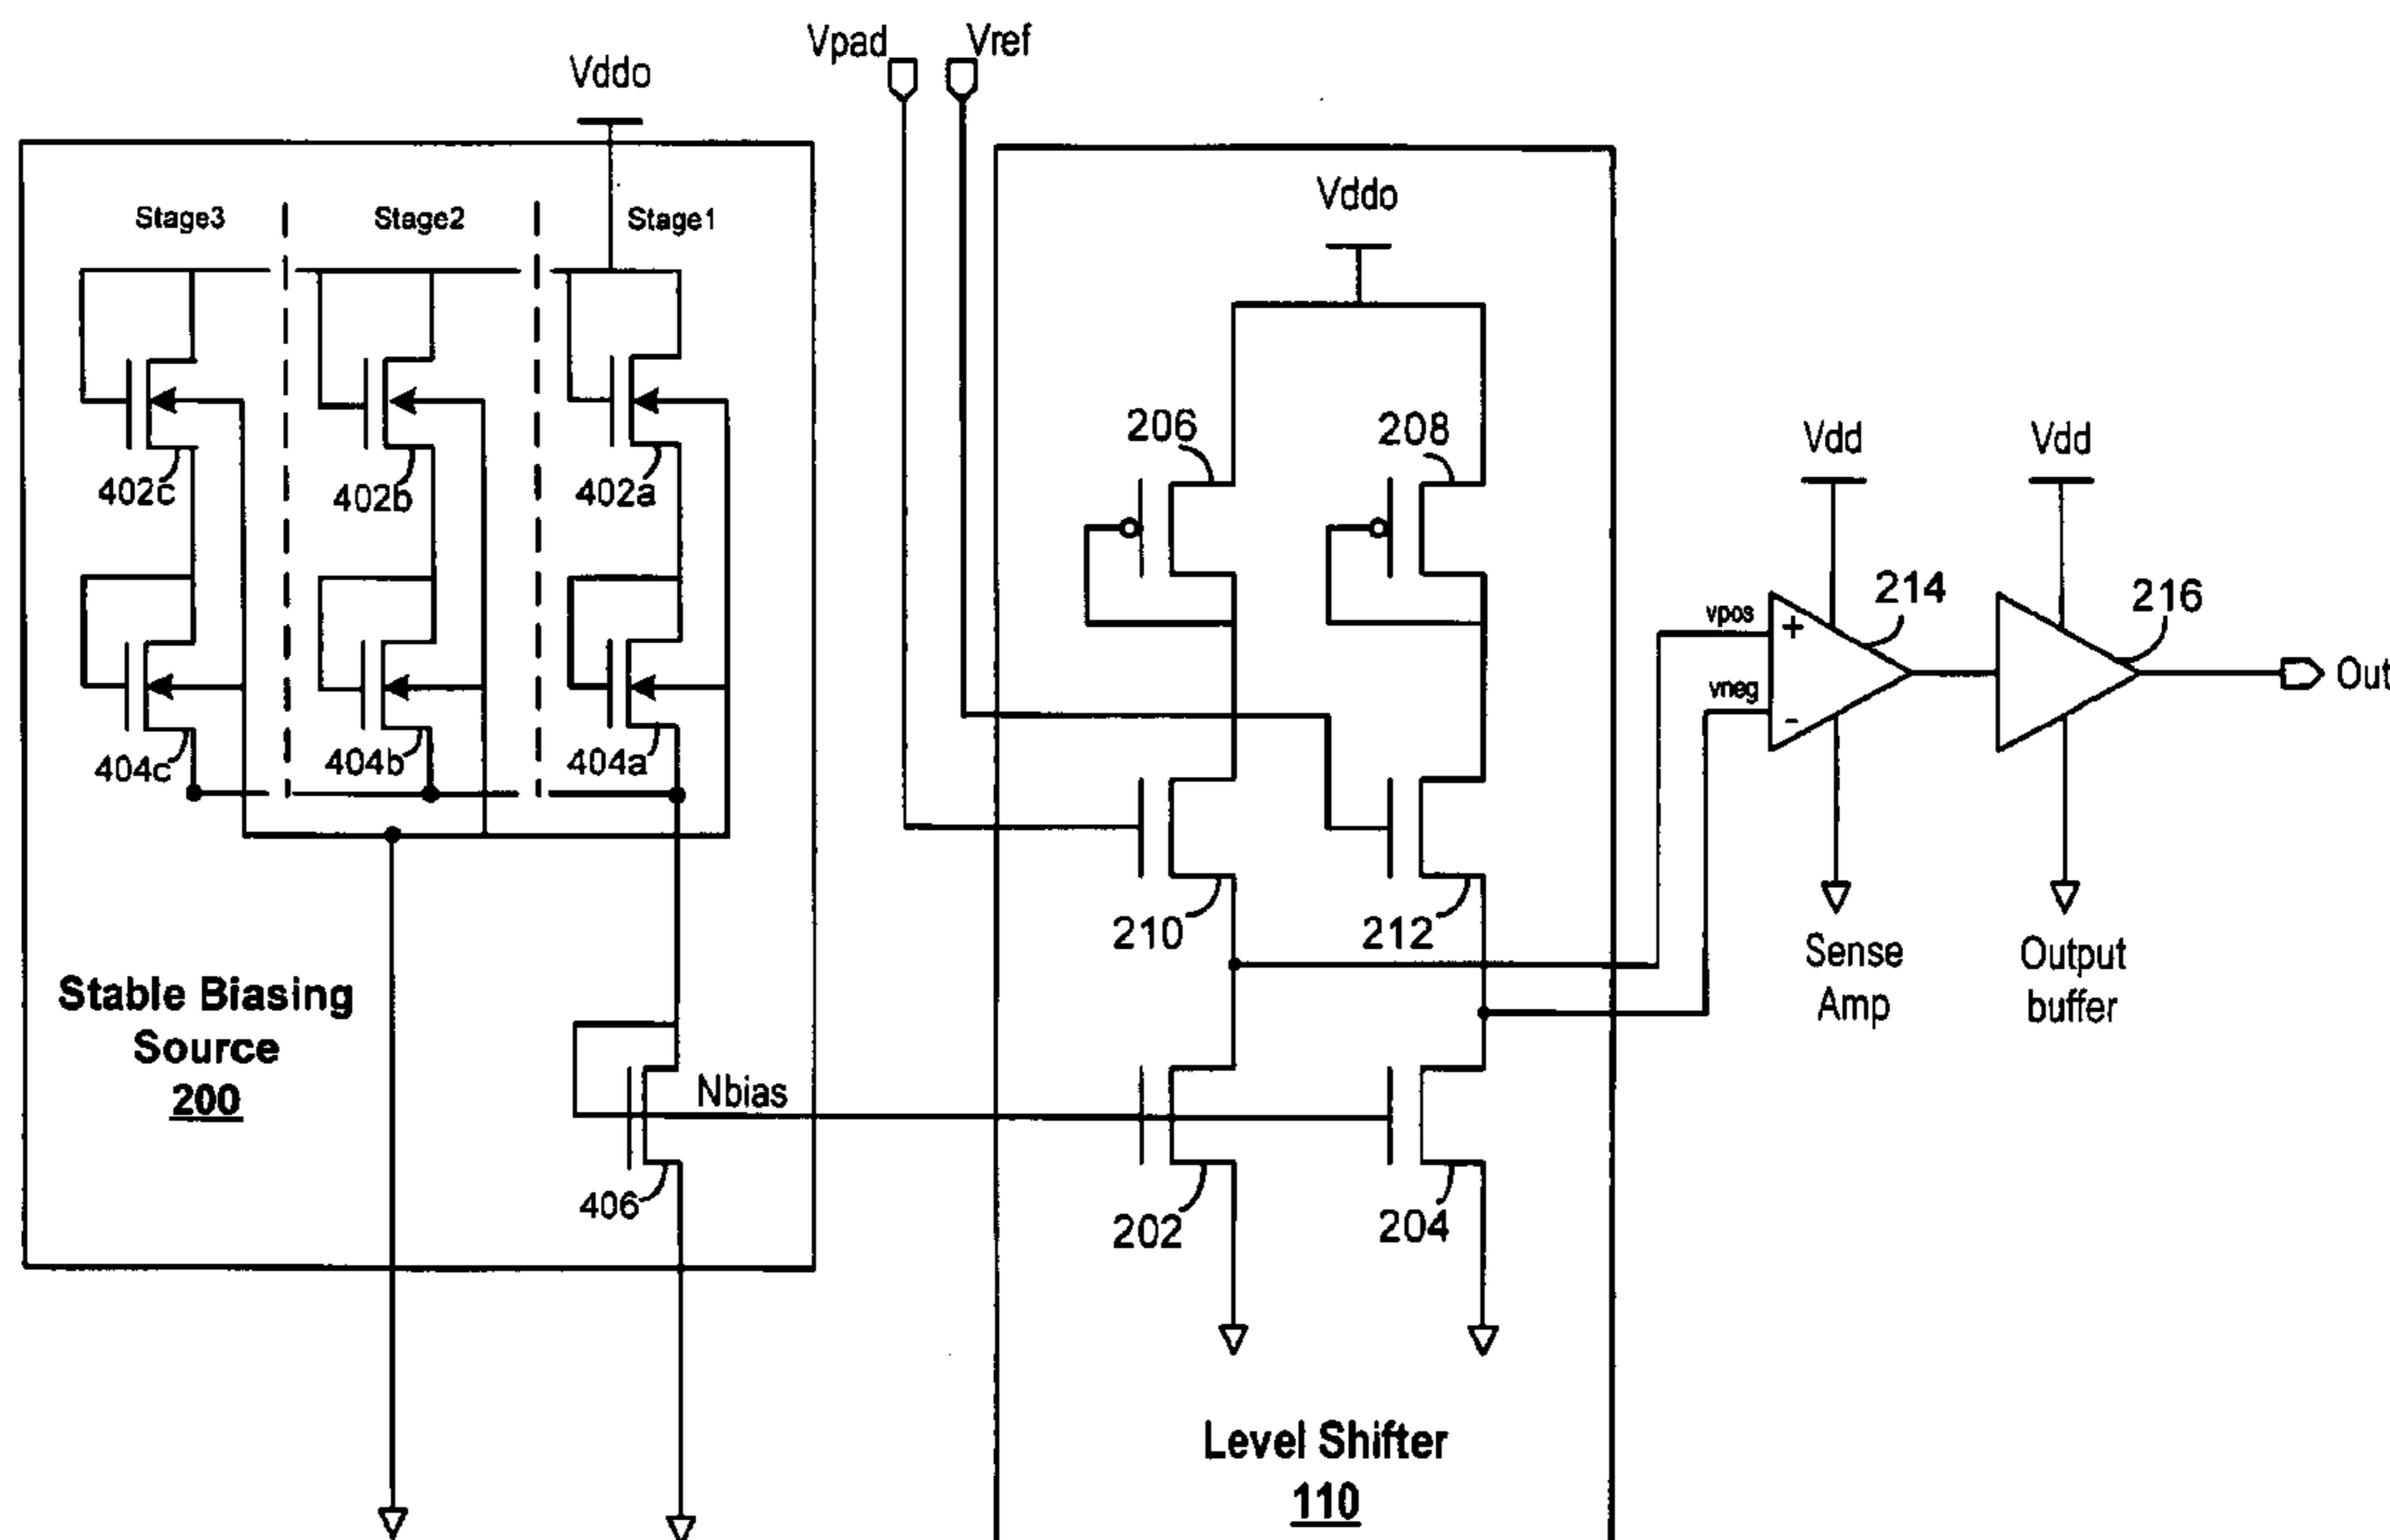 Vpad
Vref
Vddo
Stage3
Stage2
Stage1
402c
402b
402a
404c
404b
404a
Stable Biasing
Source
200
Nbias
406
Vddo
206
208
210
212
202
204
Level Shifter
110
Vdd
Vdd
vpos
+
vneg
-
214
216
Out
Sense
Amp
Output
buffer